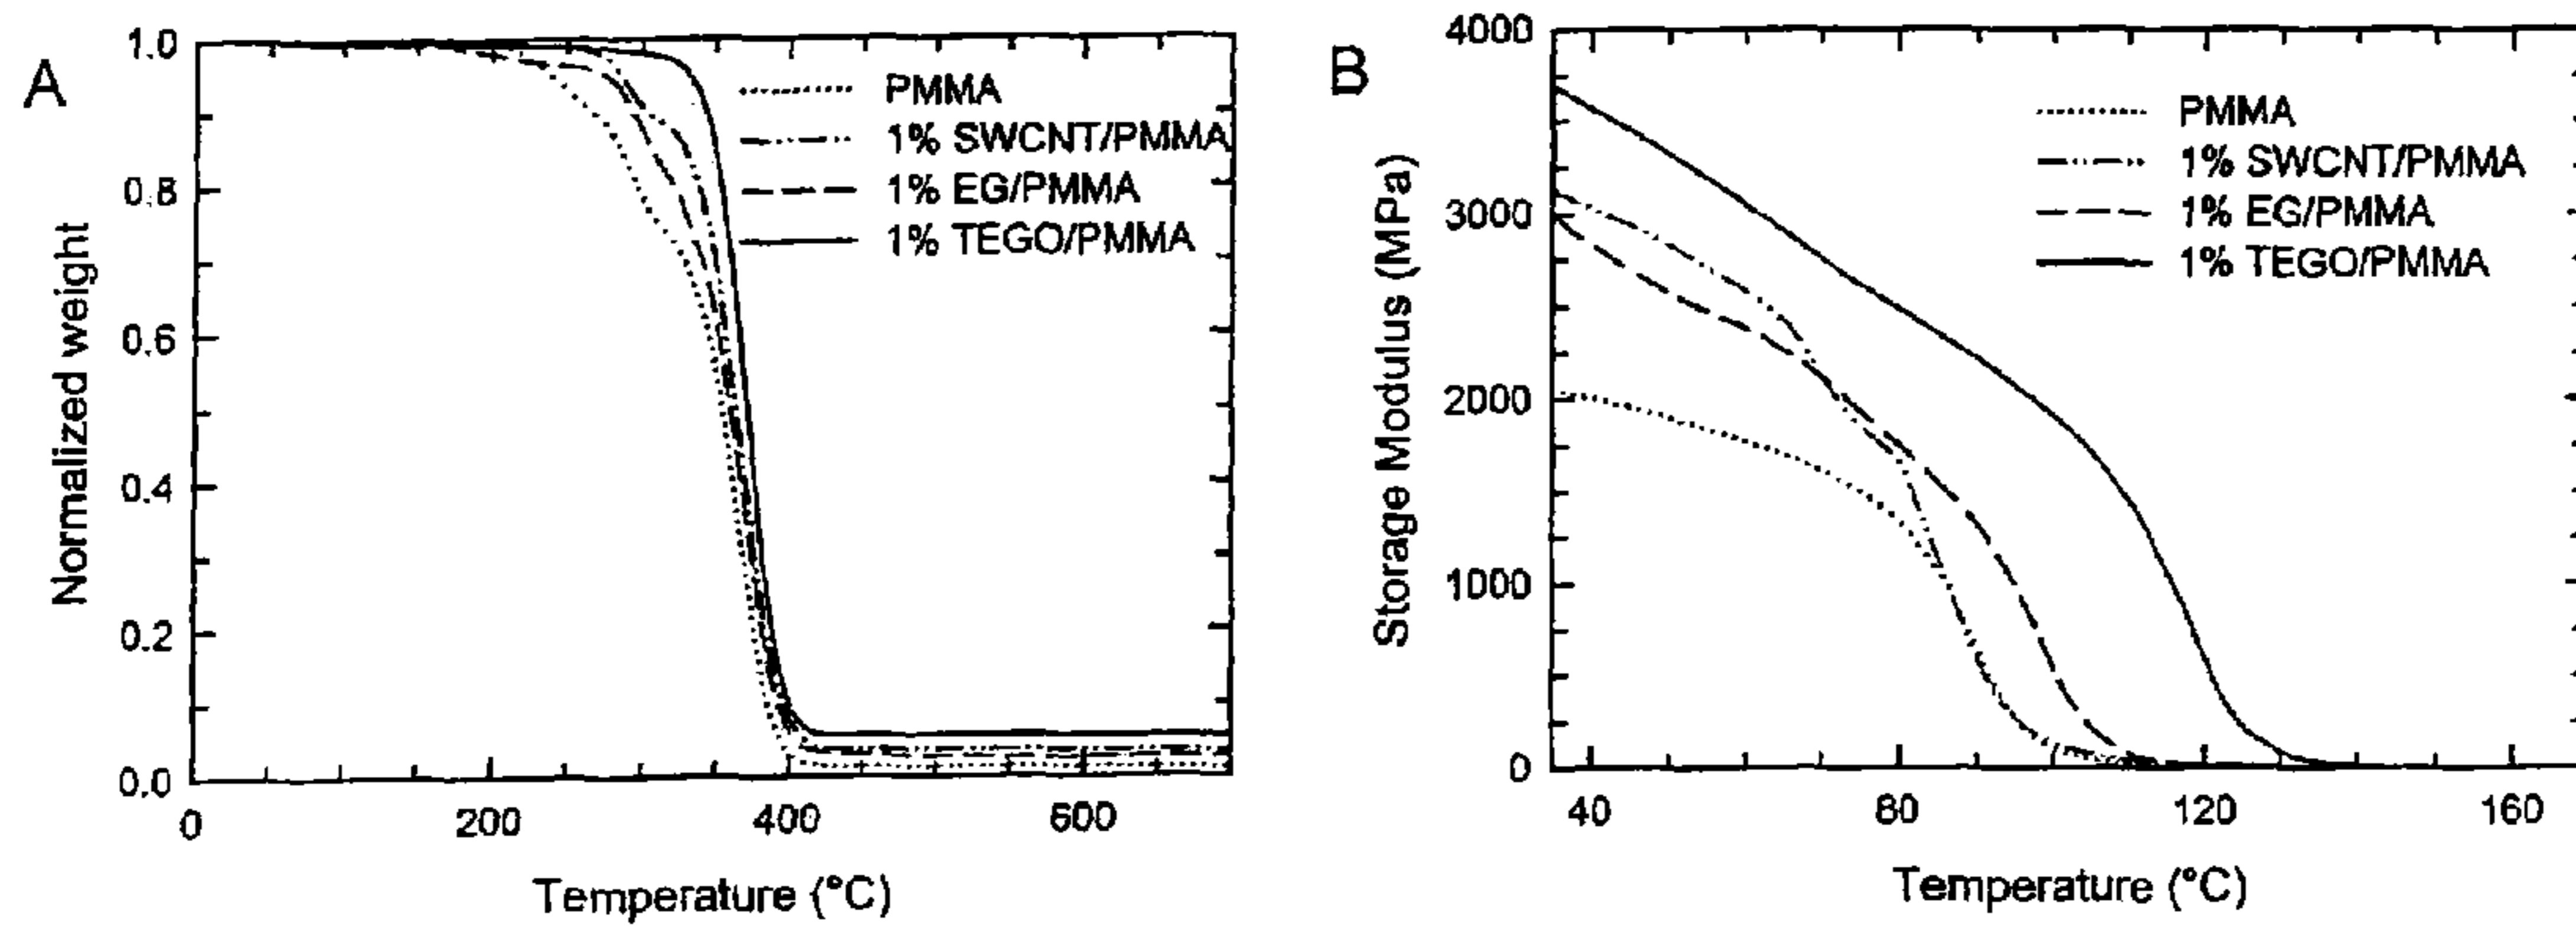 A
1.0
0.8
0.6
0.4
0.2
0.0
Normalized weight
0
200
400
600
Temperature (°C)
PMMA
1% SWCNT/PMMA
1% EG/PMMA
1% TEGO/PMMA
B
4000
3000
2000
1000
0
Storage Modulus (MPa)
40
80
120
160
Temperature (°C)
PMMA
1% SWCNT/PMMA
1% EG/PMMA
1% TEGO/PMMA